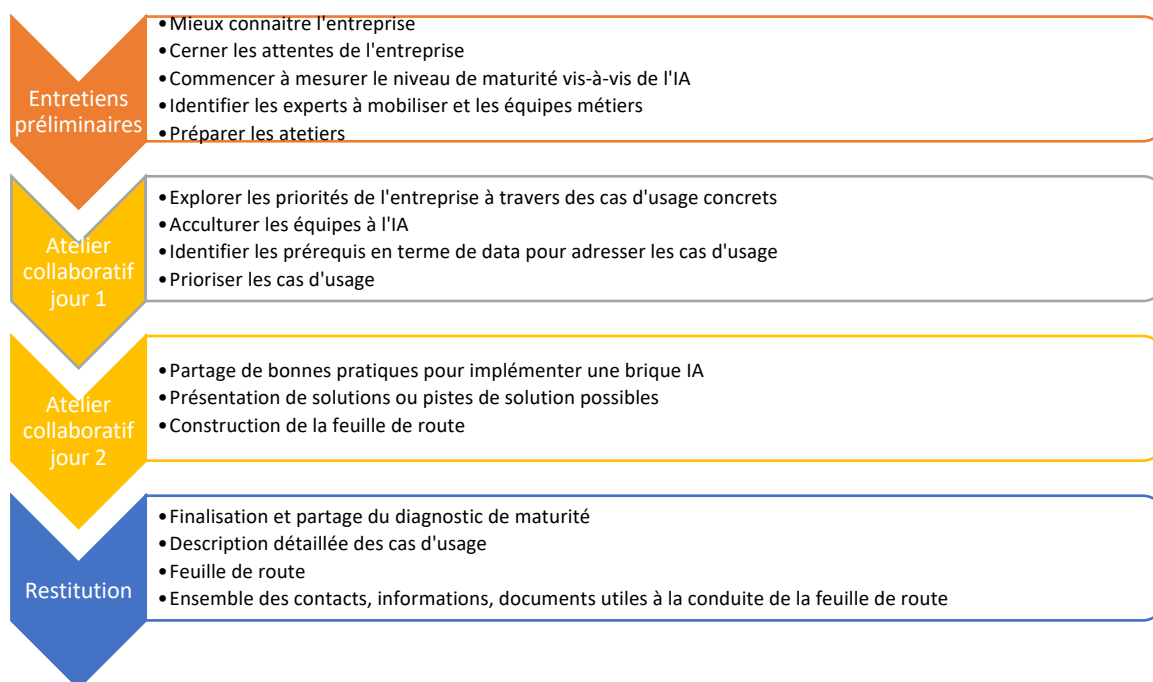 Entretiens
préliminaires
•Mieux connaitre l'entreprise
•Cerner les attentes de l'entreprise
•Commencer à mesurer le niveau de maturité vis-à-vis de l'IA
•Identifier les experts à mobiliser et les équipes métiers
•Préparer les atetiers
Atelier
collaboratif
jour 1
•Explorer les priorités de l'entreprise à travers des cas d'usage concrets
•Acculturer les équipes à l'IA
•Identifier les prérequis en terme de data pour adresser les cas d'usage
•Prioriser les cas d'usage
Atelier
collaboratif
jour 2
•Partage de bonnes pratiques pour implémenter une brique IA
•Présentation de solutions ou pistes de solution possibles
•Construction de la feuille de route
Restitution
•Finalisation et partage du diagnostic de maturité
•Description détaillée des cas d'usage
•Feuille de route
•Ensemble des contacts, informations, documents utiles à la conduite de la feuille de route